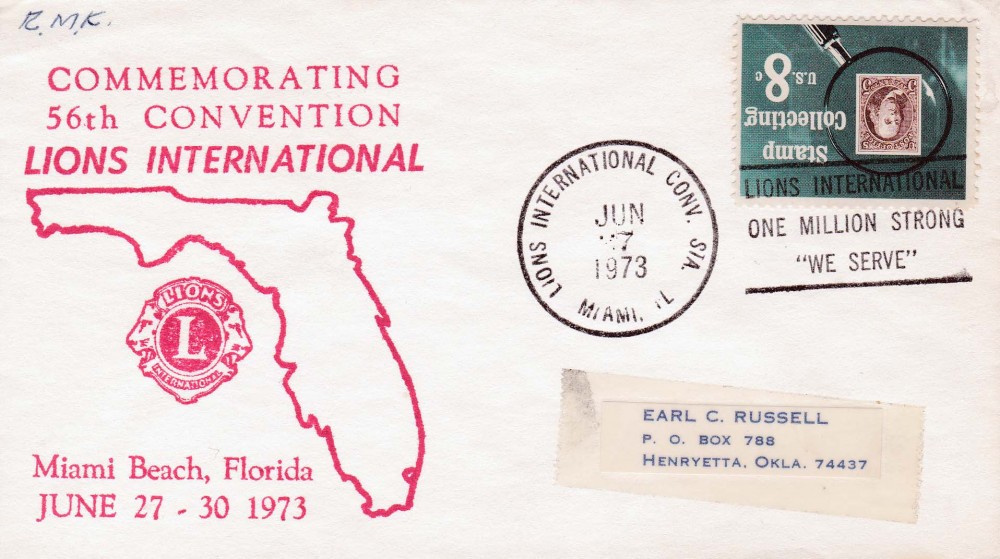 R.M.K.
COMMEMORATING
56th CONVENTION
LIONS INTERNATIONAL
LIONS
L
INTERNATIONAL
Miami Beach, Florida
JUNE 27 - 30 1973
LIONS INTERNATIONAL CONV. STA.
JUN
1973
MIAMI,
U.S. 8c
Stamp
Collecting
LIONS INTERNATIONAL
ONE MILLION STRONG
"WE SERVE"
EARL C. RUSSELL
P. O. BOX 788
HENRYETTA, OKLA. 74437